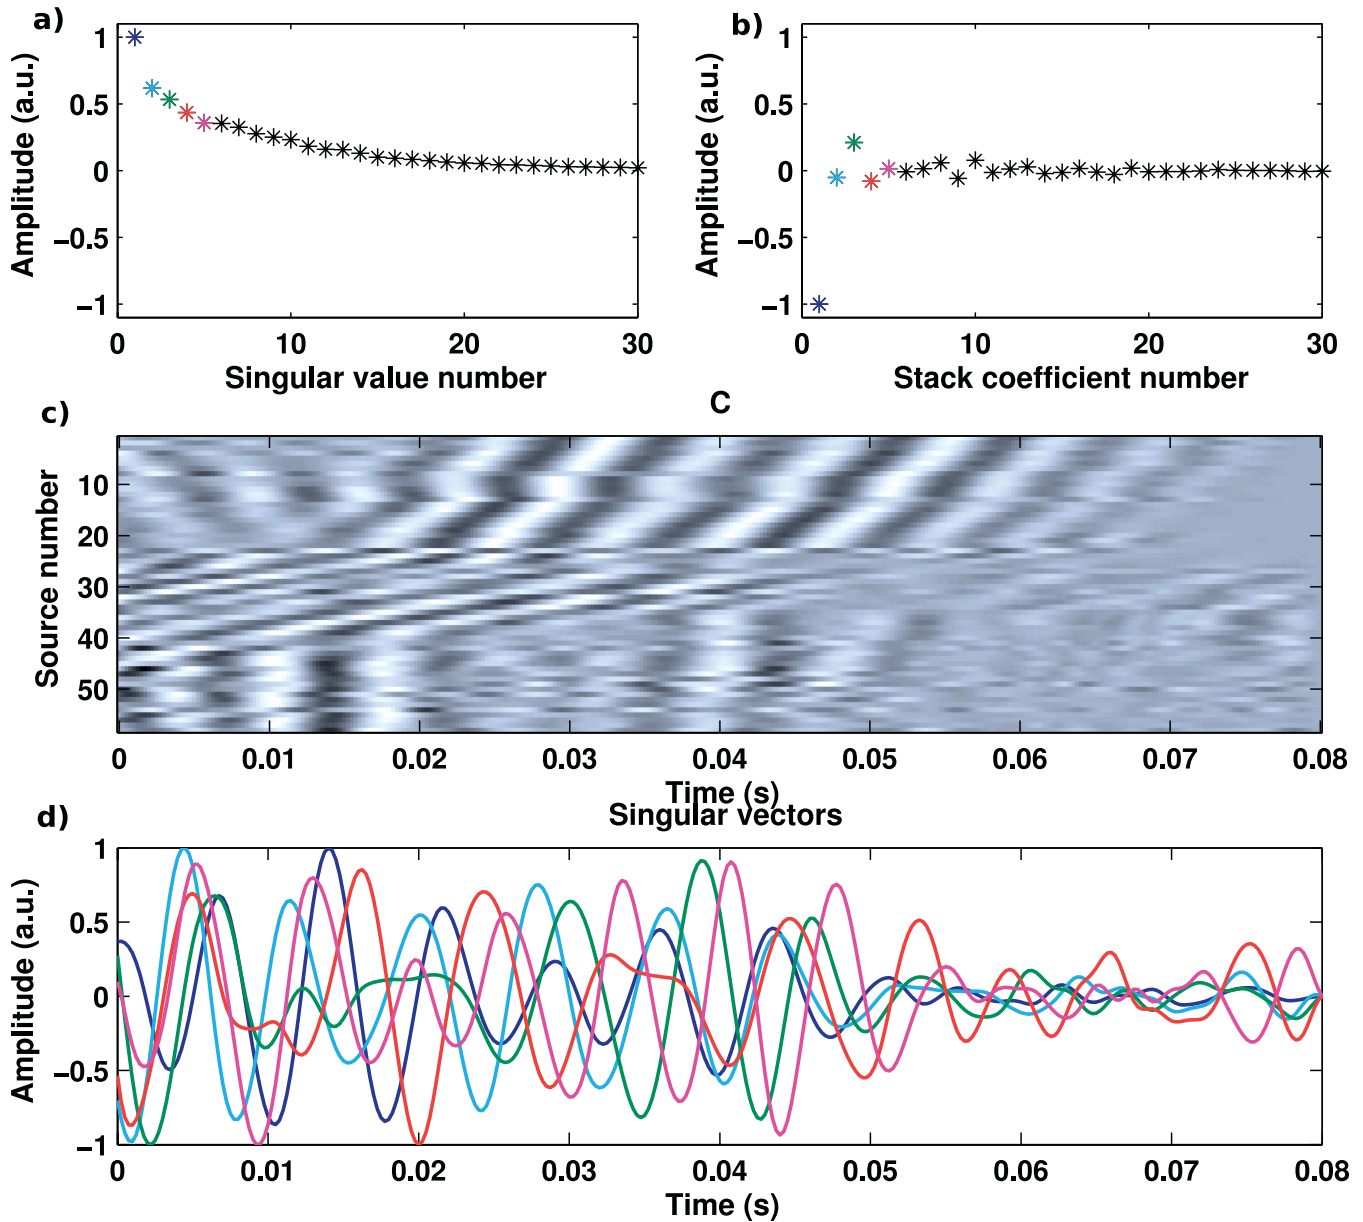 a)
Amplitude (a.u.)
1
0.5
0
−0.5
−1
0 10 20 30
Singular value number
b)
Amplitude (a.u.)
1
0.5
0
−0.5
−1
0 10 20 30
Stack coefficient number
c)
C
Source number
10
20
30
40
50
0 0.01 0.02 0.03 0.04 0.05 0.06 0.07 0.08
Time (s)
d)
Singular vectors
Amplitude (a.u.)
1
0.5
0
−0.5
−1
0 0.01 0.02 0.03 0.04 0.05 0.06 0.07 0.08
Time (s)